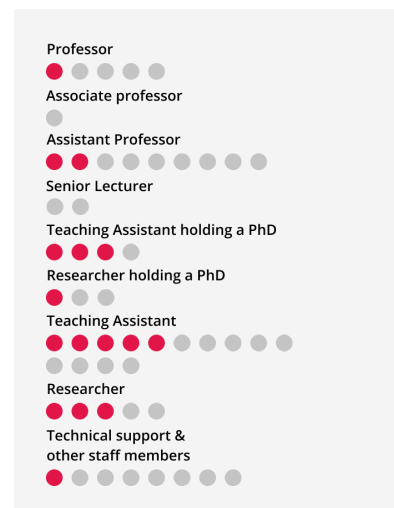 Professor
Associate professor
Assistant Professor
Senior Lecturer
Teaching Assistant holding a PhD
Researcher holding a PhD
Teaching Assistant
Researcher
Technical support &
other staff members